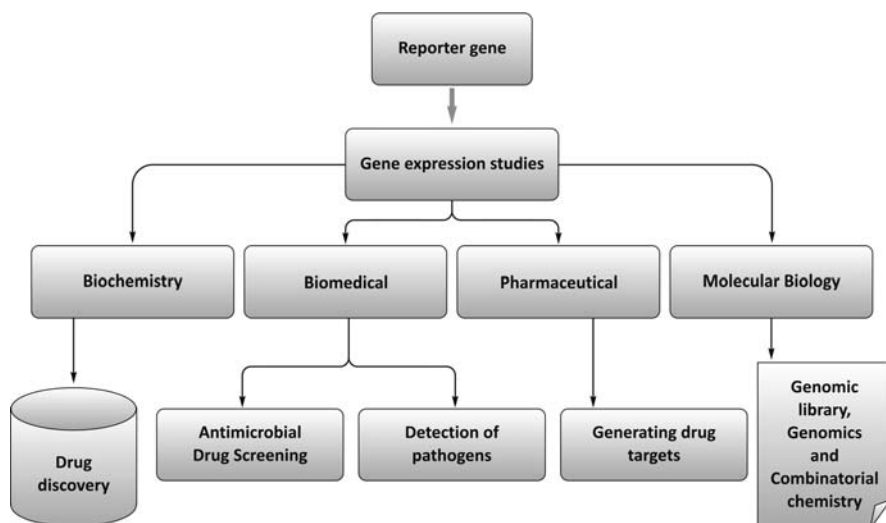 Reporter gene
Gene expression studies
Biochemistry
Biomedical
Pharmaceutical
Molecular Biology
Drug
discovery
Antimicrobial
Drug Screening
Detection of
pathogens
Generating drug
targets
Genomic
library,
Genomics
and
Combinatorial
chemistry